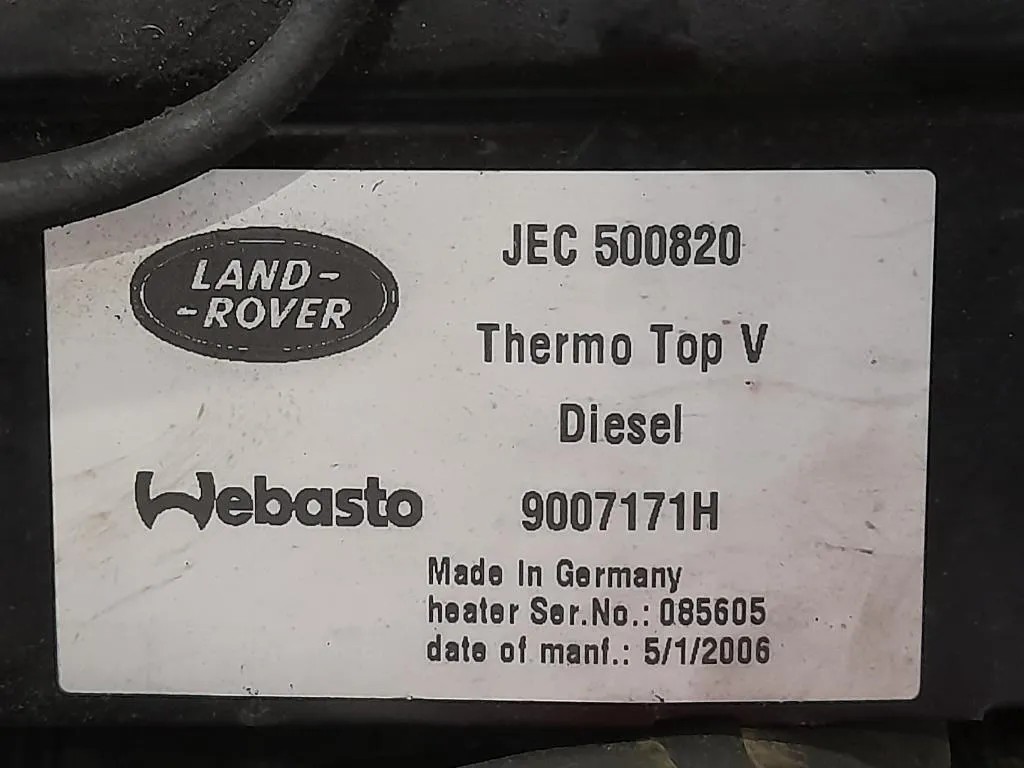 LAND-
-ROVER
JEC 500820
Thermo Top V
Diesel
Webasto
9007171H
Made In Germany
heater Ser.No.: 085605
date of manf.: 5/1/2006